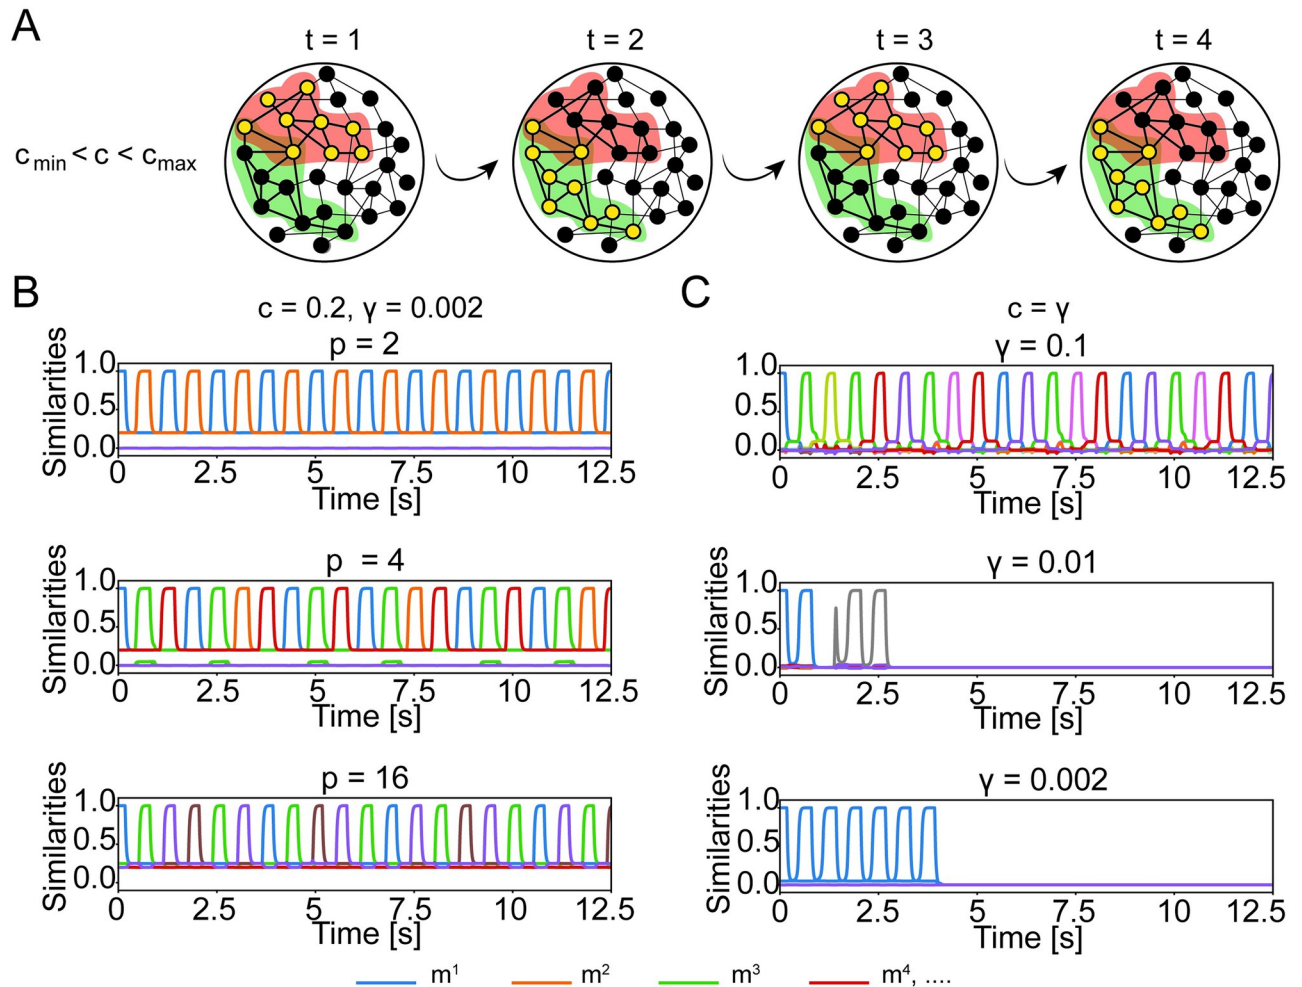 A
t = 1
t = 2
t = 3
t = 4
c min < c < c max
B
c = 0.2, γ = 0.002
p = 2
Similarities
1.0
0.5
0.0
0 2.5 5 7.5 10 12.5
Time [s]
p = 4
Similarities
1.0
0.5
0.0
0 2.5 5 7.5 10 12.5
Time [s]
p = 16
Similarities
1.0
0.5
0.0
0 2.5 5 7.5 10 12.5
Time [s]
C
c = γ
γ = 0.1
Similarities
1.0
0.5
0.0
0 2.5 5 7.5 10 12.5
Time [s]
γ = 0.01
Similarities
1.0
0.5
0.0
0 2.5 5 7.5 10 12.5
Time [s]
γ = 0.002
Similarities
1.0
0.5
0.0
0 2.5 5 7.5 10 12.5
Time [s]
m¹ m² m³ m⁴, ....